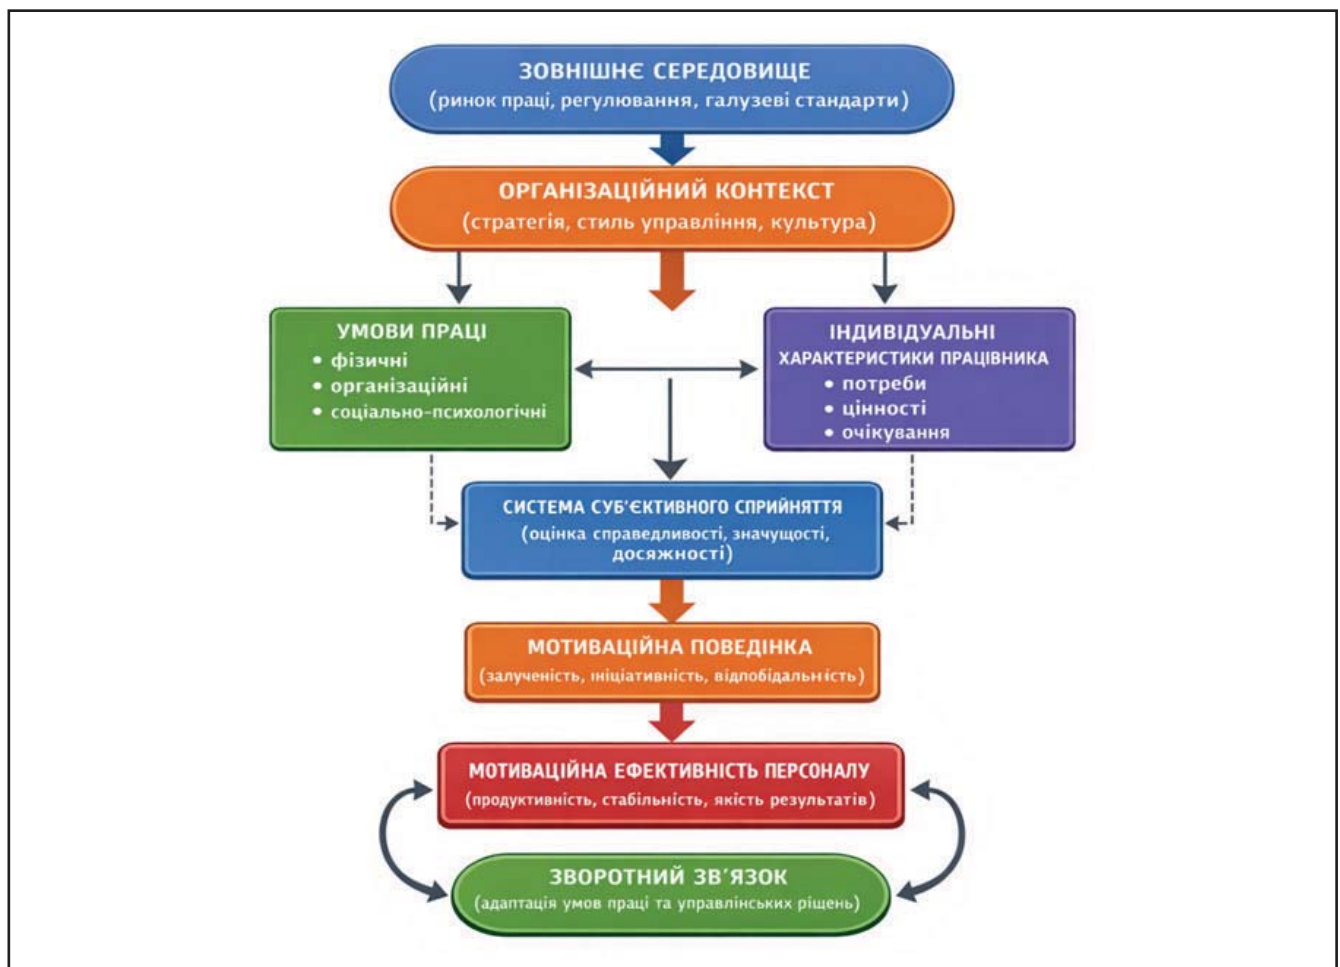 ЗОВНІШНЄ СЕРЕДОВИЩЕ
(ринок праці, регулювання, галузеві стандарти)
ОРГАНІЗАЦІЙНИЙ КОНТЕКСТ
(стратегія, стиль управління, культура)
УМОВИ ПРАЦІ
• фізичні
• організаційні
• соціально-психологічні
ІНДИВІДУАЛЬНІ
ХАРАКТЕРИСТИКИ ПРАЦІВНИКА
• потреби
• цінності
• очікування
СИСТЕМА СУБ'ЄКТИВНОГО СПРИЙНЯТТЯ
(оцінка справедливості, значущості,
досяжності)
МОТИВАЦІЙНА ПОВЕДІНКА
(залученість, ініціативність, відпобідальність)
МОТИВАЦІЙНА ЕФЕКТИВНІСТЬ ПЕРСОНАЛУ
(продуктивність, стабільність, якість результатів)
ЗВОРОТНИЙ ЗВ'ЯЗОК
(адаптація умов праці та управлінських ріщень)